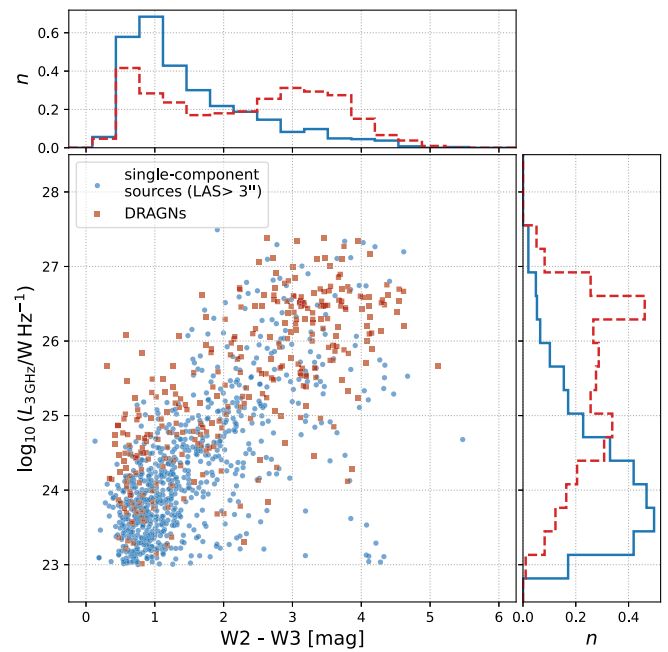 n
0.6
0.4
0.2
0.0
single-component
sources (LAS> 3")
DRAGNs
log₁₀ (L₃ GHz/W Hz⁻¹)
28
27
26
25
24
23
0 1 2 3 4 5 6
W2 - W3 [mag]
0.0 0.2 0.4
n